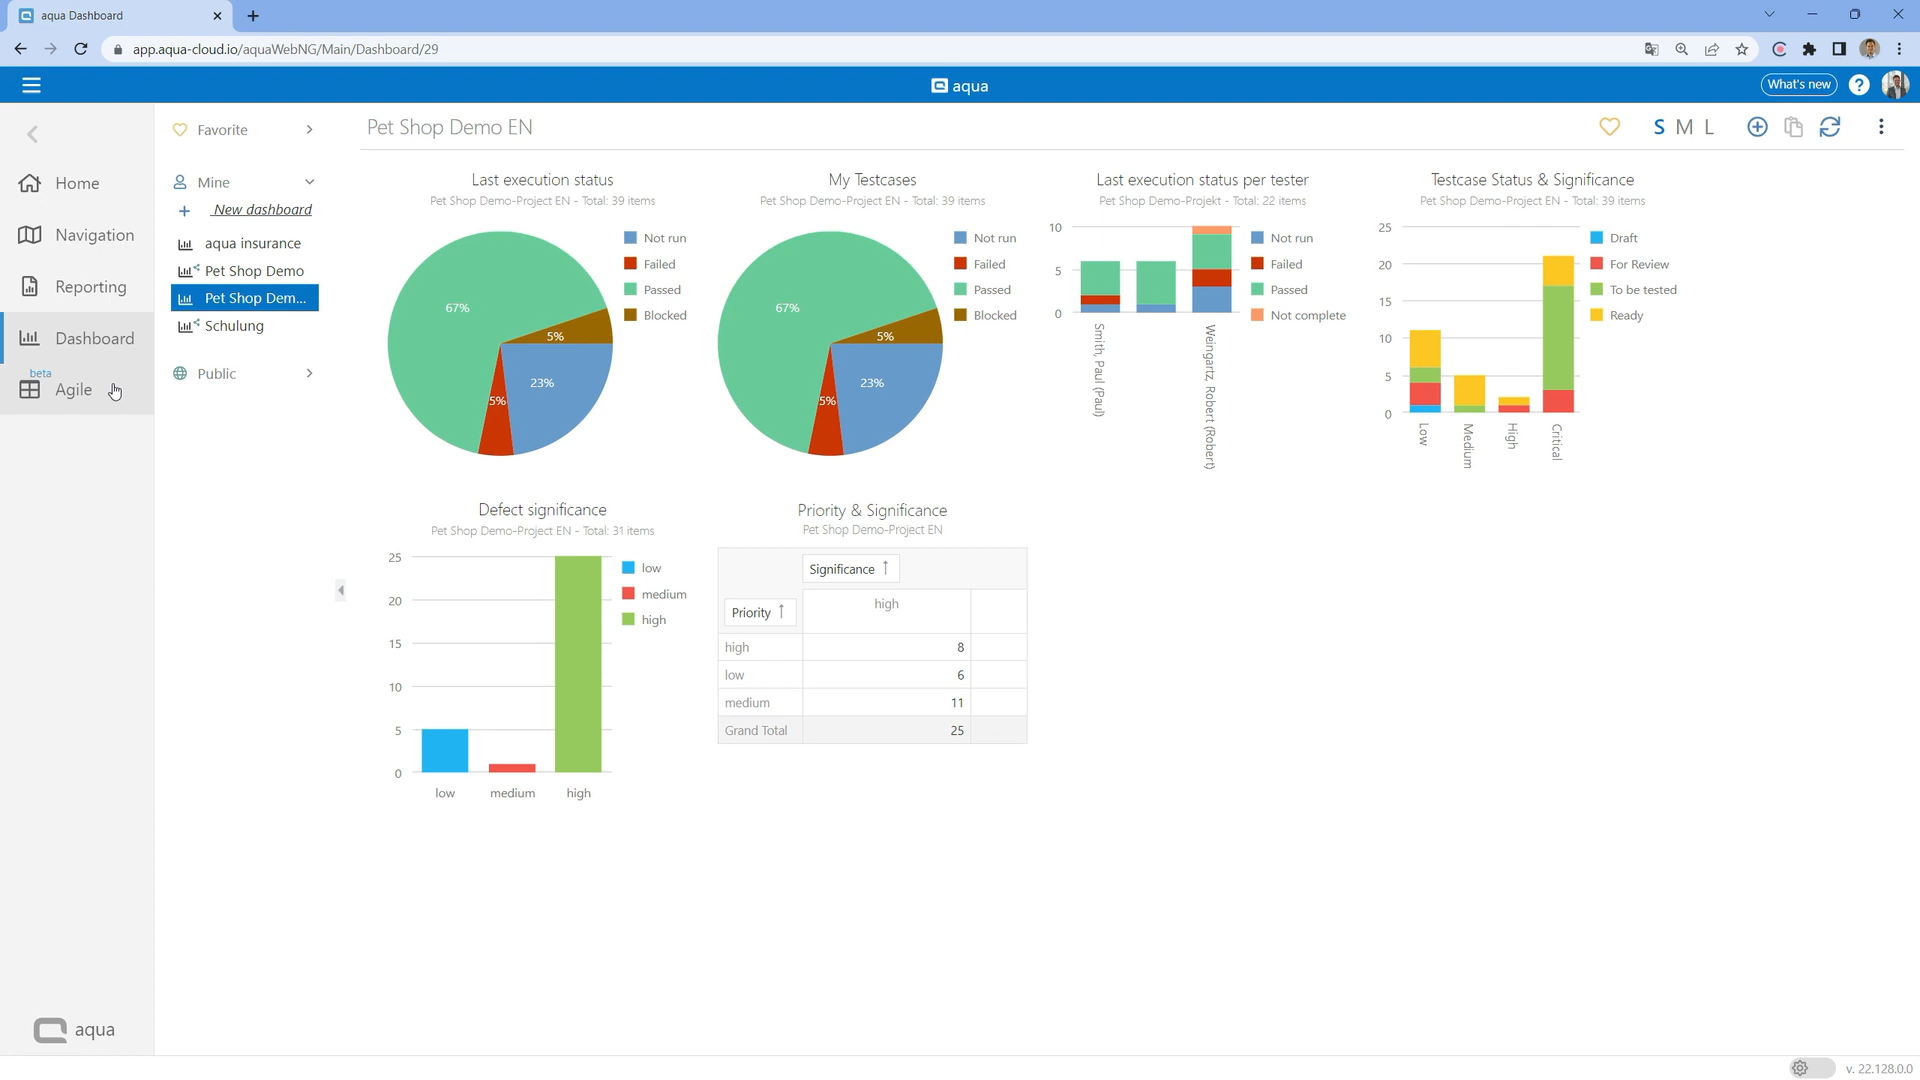 aqua Dashboard
app.aqua-cloud.io/aquaWebNG/Main/Dashboard/29
aqua
What's new
?
Home
Navigation
Reporting
Dashboard
beta
Agile
aqua
Favorite
Mine
New dashboard
aqua insurance
Pet Shop Demo
Pet Shop Dem...
Schulung
Public
Pet Shop Demo EN
S M L
Last execution status
Pet Shop Demo-Project EN - Total: 39 items
67%
5%
23%
5%
Not run
Failed
Passed
Blocked
My Testcases
Pet Shop Demo-Project EN - Total: 39 items
67%
5%
23%
5%
Not run
Failed
Passed
Blocked
Last execution status per tester
Pet Shop Demo-Projekt - Total: 22 items
10
5
0
Smith, Paul (Paul)
Weingartz, Robert (Robert)
Not run
Failed
Passed
Not complete
Testcase Status & Significance
Pet Shop Demo-Project EN - Total: 39 items
25
20
15
10
5
0
Low
Medium
High
Critical
Draft
For Review
To be tested
Ready
Defect significance
Pet Shop Demo-Project EN - Total: 31 items
25
20
15
10
5
0
low
medium
high
low
medium
high
Priority & Significance
Pet Shop Demo-Project EN
Significance ↑
Priority ↑
high
high 8
low 6
medium 11
Grand Total 25
v. 22.128.0.0